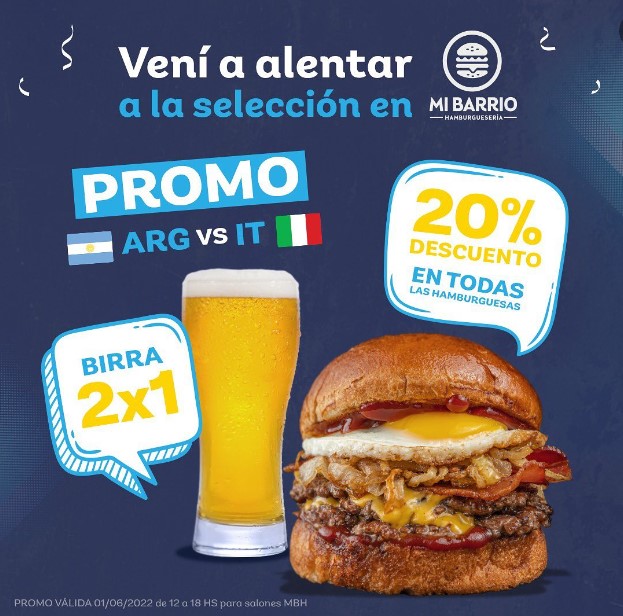 Vení a alentar
a la selección en
MI BARRIO
HAMBURGUESERÍA
PROMO
ARG VS IT
20%
DESCUENTO
EN TODAS
LAS HAMBURGUESAS
BIRRA
2x1
PROMO VÁLIDA 01/06/2022 de 12 a 18 HS para salones MBH